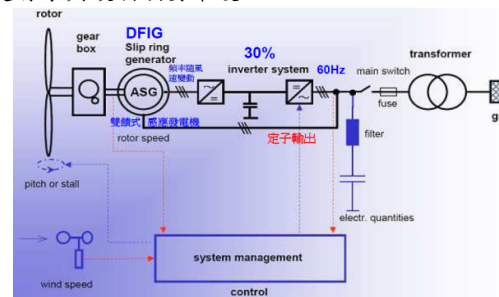 rotor
gear
box
DFIG
Slip ring
generator
ASG
頻率隨風
速變動
30%
inverter system
60Hz
main switch
fuse
transformer
雙饋式 感應發電機
rotor speed
定子輸出
filter
pitch or stall
electr. quantities
system management
wind speed
control